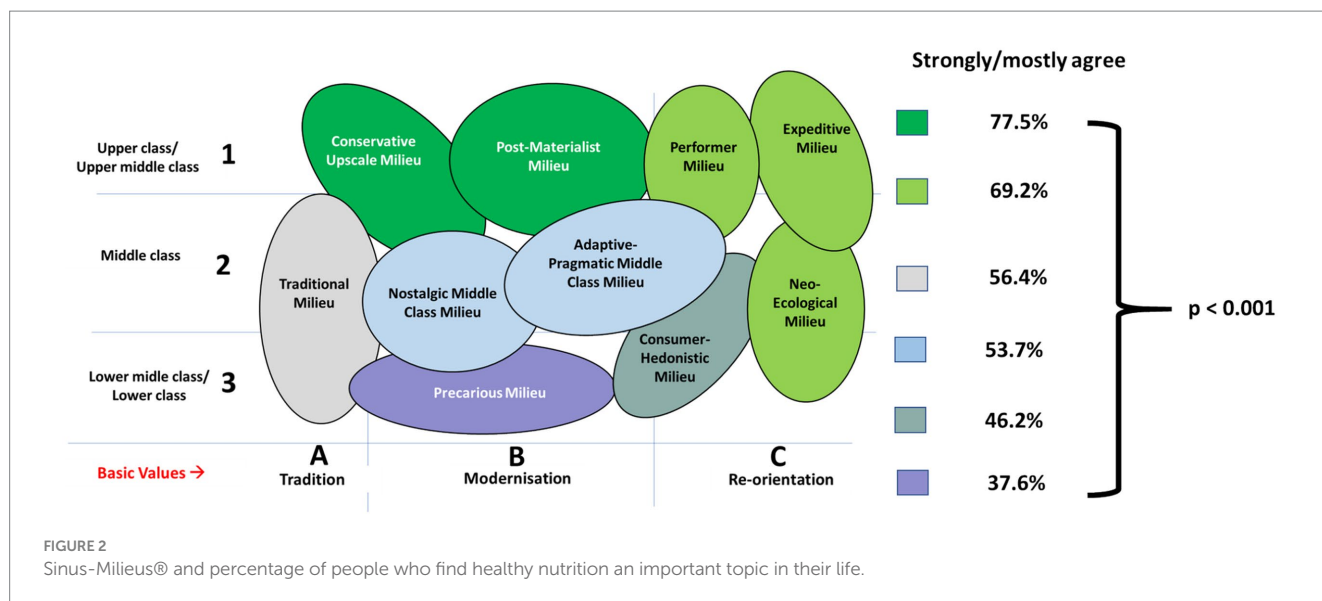 Strongly/mostly agree
Upper class/
Upper middle class
1
Conservative
Upscale Milieu
Post-Materialist
Milieu
Performer
Milieu
Expeditive
Milieu
77.5%
69.2%
Middle class
2
Traditional
Milieu
Nostalgic Middle
Class Milieu
Adaptive-
Pragmatic Middle
Class Milieu
Neo-
Ecological
Milieu
56.4%
p < 0.001
53.7%
Lower midle class/
Lower class
3
Precarious Milieu
Consumer-
Hedonistic
Milieu
46.2%
Basic Values →
A
Tradition
B
Modernisation
C
Re-orientation
37.6%
FIGURE 2
Sinus-Milieus® and percentage of people who find healthy nutrition an important topic in their life.